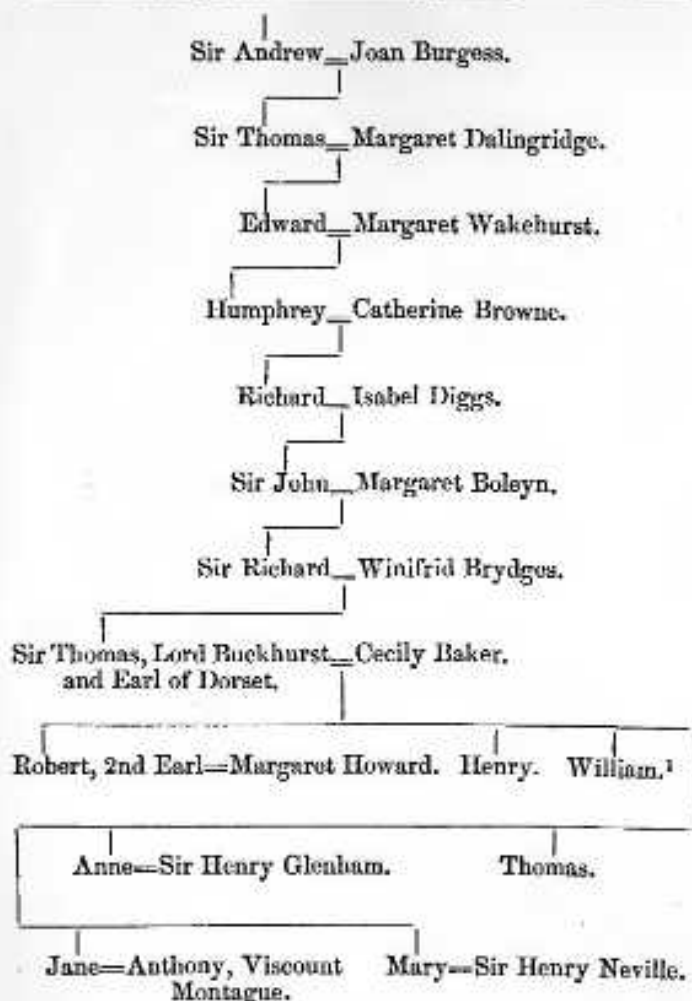 Sir Andrew=Joan Burgess.
Sir Thomas=Margaret Dalingridge.
Edward=Margaret Wakehurst.
Humphrey=Catherine Browne.
Richard=Isabel Diggs.
Sir John=Margaret Boleyn.
Sir Richard=Winifrid Brydges.
Sir Thomas, Lord Buckhurst=Cecily Baker.
and Earl of Dorset.
Robert, 2nd Earl=Margaret Howard. Henry. William.¹
Anne=Sir Henry Glenham. Thomas.
Jane=Anthony, Viscount Mary=Sir Henry Neville.
Montague.